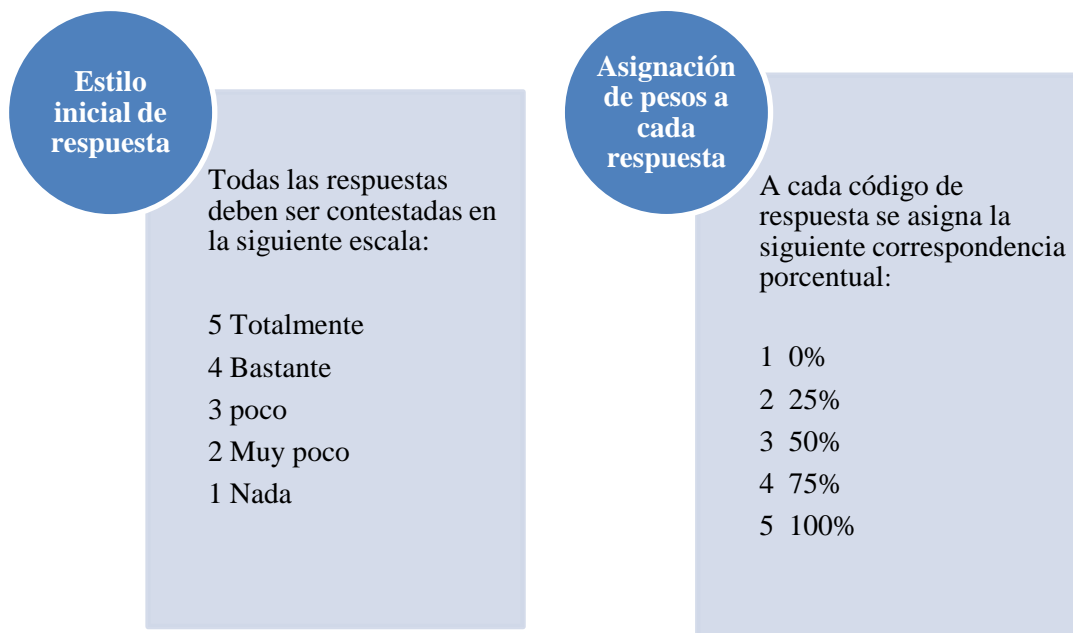 Estilo
inicial de
respuesta
Todas las respuestas
deben ser contestadas en
la siguiente escala:
5 Totalmente
4 Bastante
3 poco
2 Muy poco
1 Nada
Asignación
de pesos a
cada
respuesta
A cada código de
respuesta se asigna la
siguiente correspondencia
porcentual:
1 0%
2 25%
3 50%
4 75%
5 100%